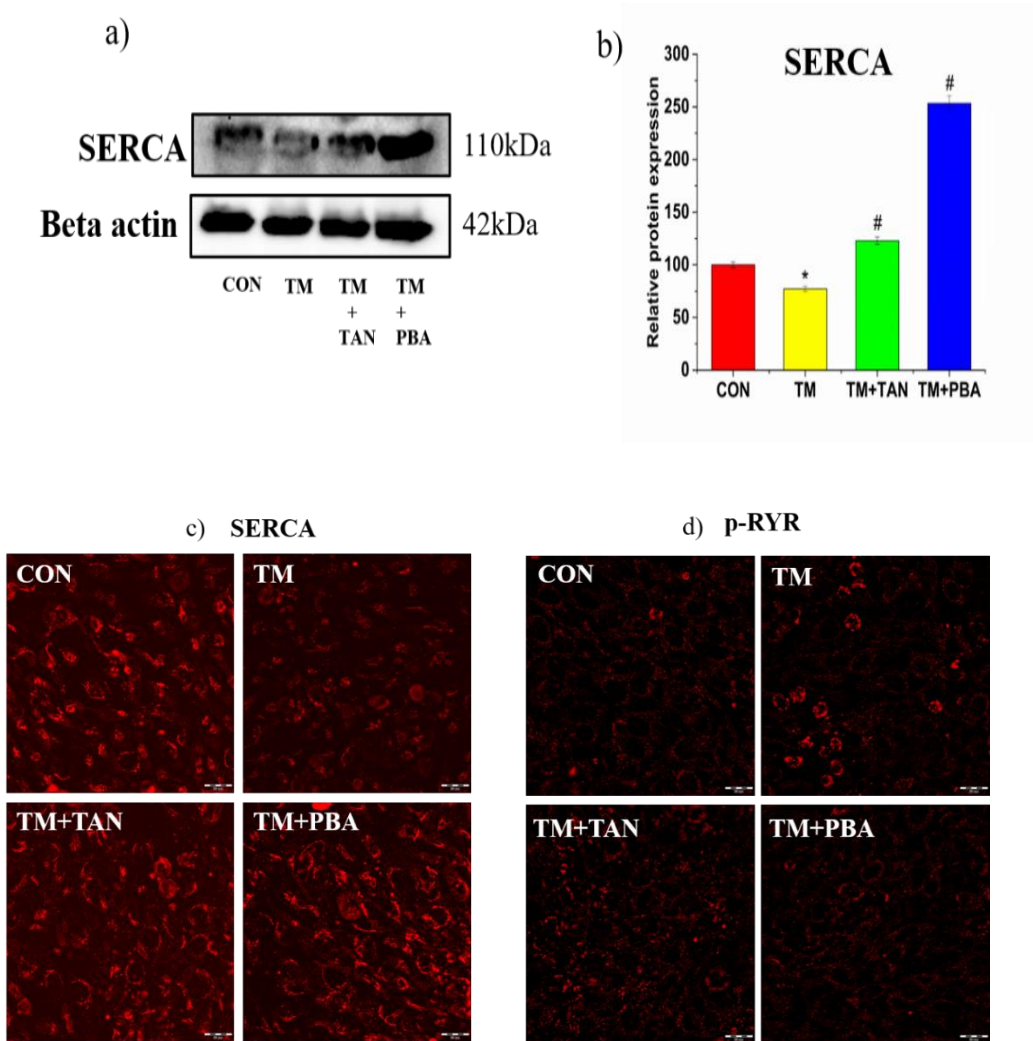 a)
SERCA
110kDa
Beta actin
42kDa
CON TM TM TM
+ +
TAN PBA
b)
SERCA
Relative protein expression
300
250
200
150
100
50
0
*
#
#
CON TM TM+TAN TM+PBA
c) SERCA
CON
TM
TM+TAN
TM+PBA
d) p-RYR
CON
TM
TM+TAN
TM+PBA